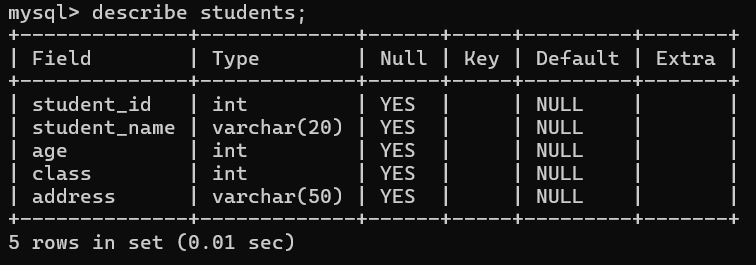 mysql> describe students;
+--------------+-------------+------+-----+---------+-------+
| Field        | Type        | Null | Key | Default | Extra |
+--------------+-------------+------+-----+---------+-------+
| student_id   | int         | YES  |     | NULL    |       |
| student_name | varchar(20) | YES  |     | NULL    |       |
| age          | int         | YES  |     | NULL    |       |
| class        | int         | YES  |     | NULL    |       |
| address      | varchar(50) | YES  |     | NULL    |       |
+--------------+-------------+------+-----+---------+-------+
5 rows in set (0.01 sec)